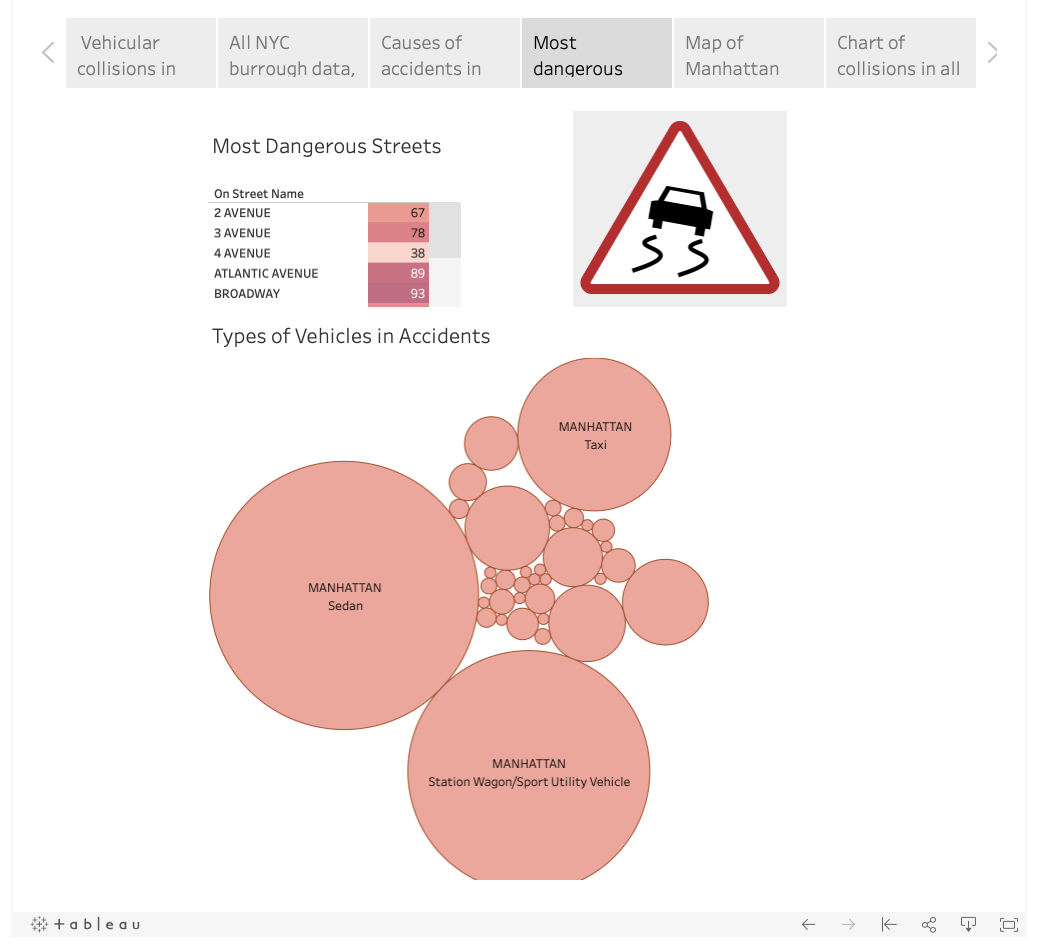 Vehicular
collisions in
All NYC
burrough data,
Causes of
accidents in
Most
dangerous
Map of
Manhattan
Chart of
collisions in all
Most Dangerous Streets
On Street Name
2 AVENUE 67
3 AVENUE 78
4 AVENUE 38
ATLANTIC AVENUE 89
BROADWAY 93
Types of Vehicles in Accidents
MANHATTAN
Taxi
MANHATTAN
Sedan
MANHATTAN
Station Wagon/Sport Utility Vehicle
+ableau